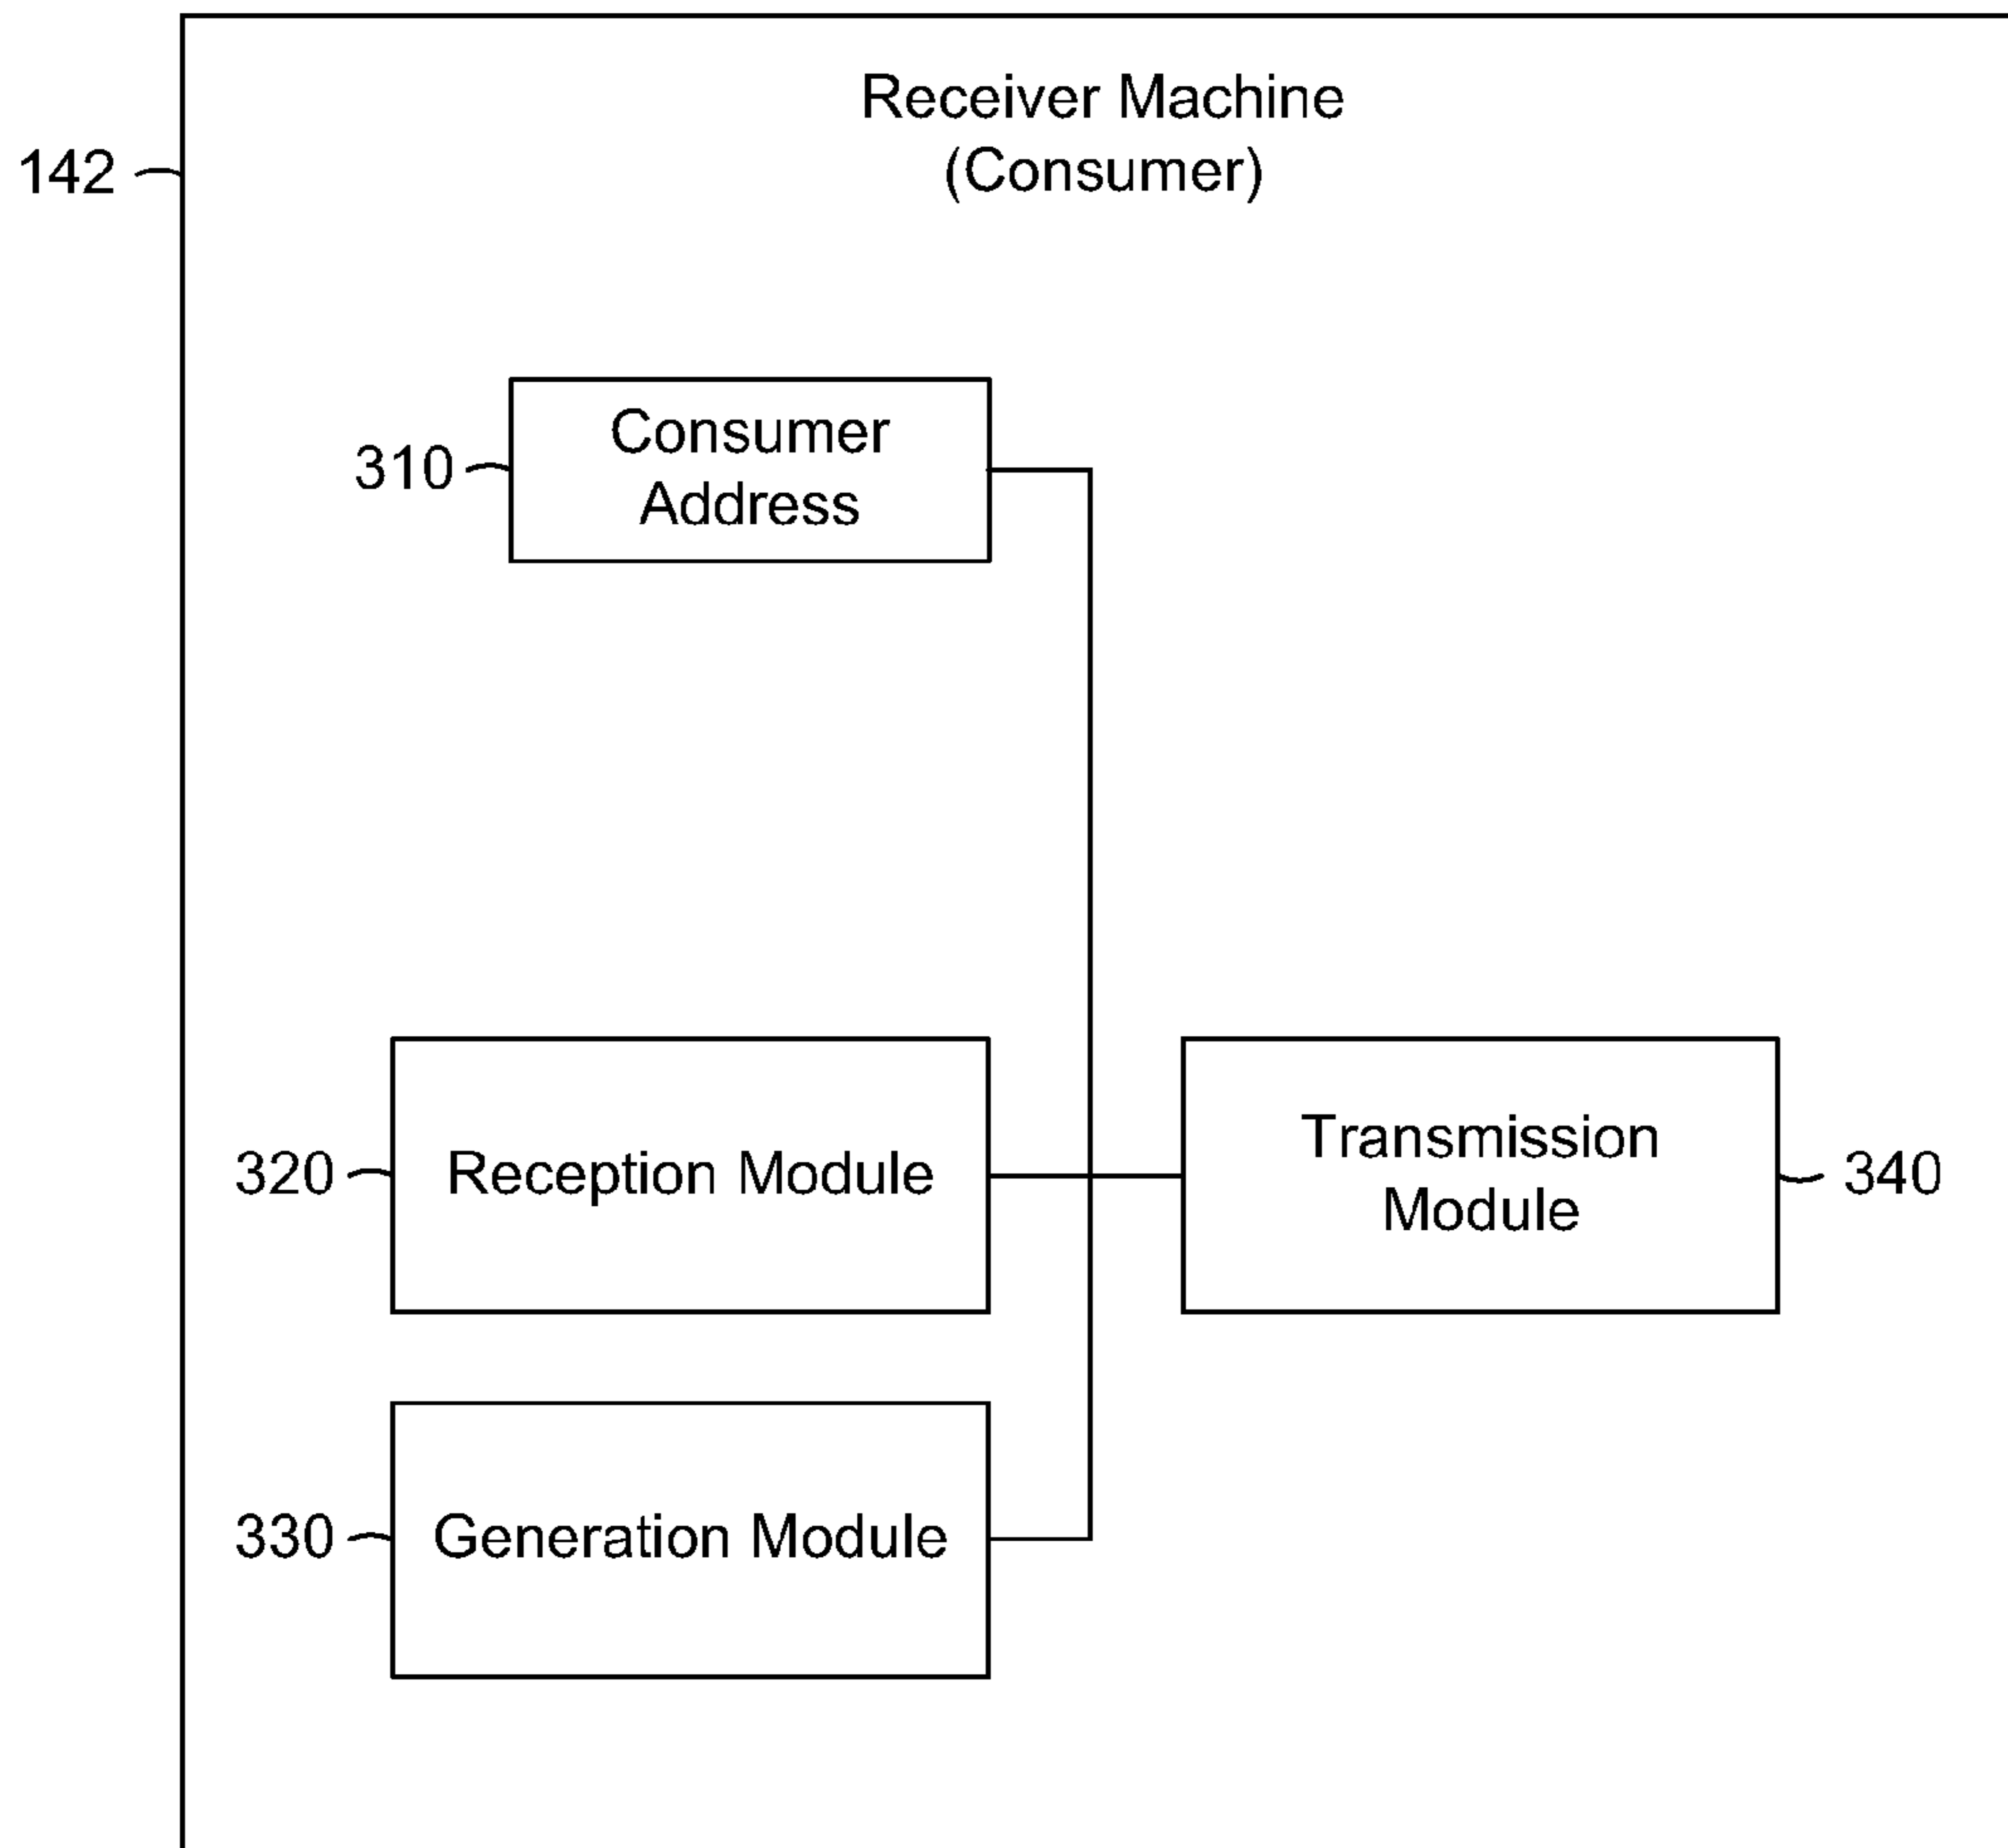 Receiver Machine
(Consumer)
142
310
Consumer
Address
320
Reception Module
Transmission
Module
340
330
Generation Module